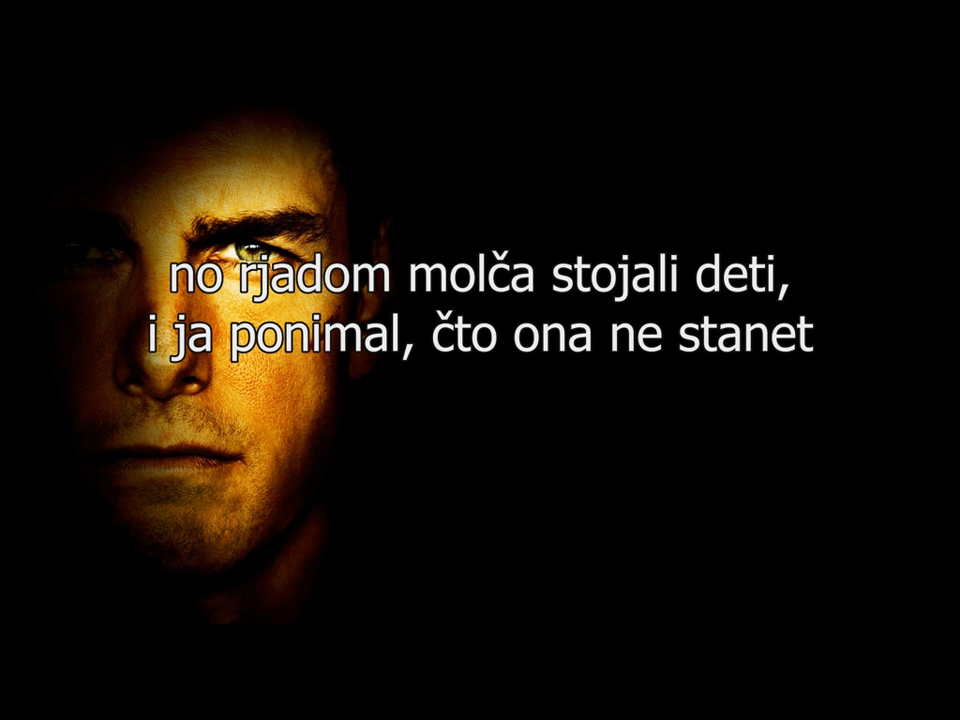 no rjadom molča stojali deti,
i ja ponimal, čto ona ne stanet